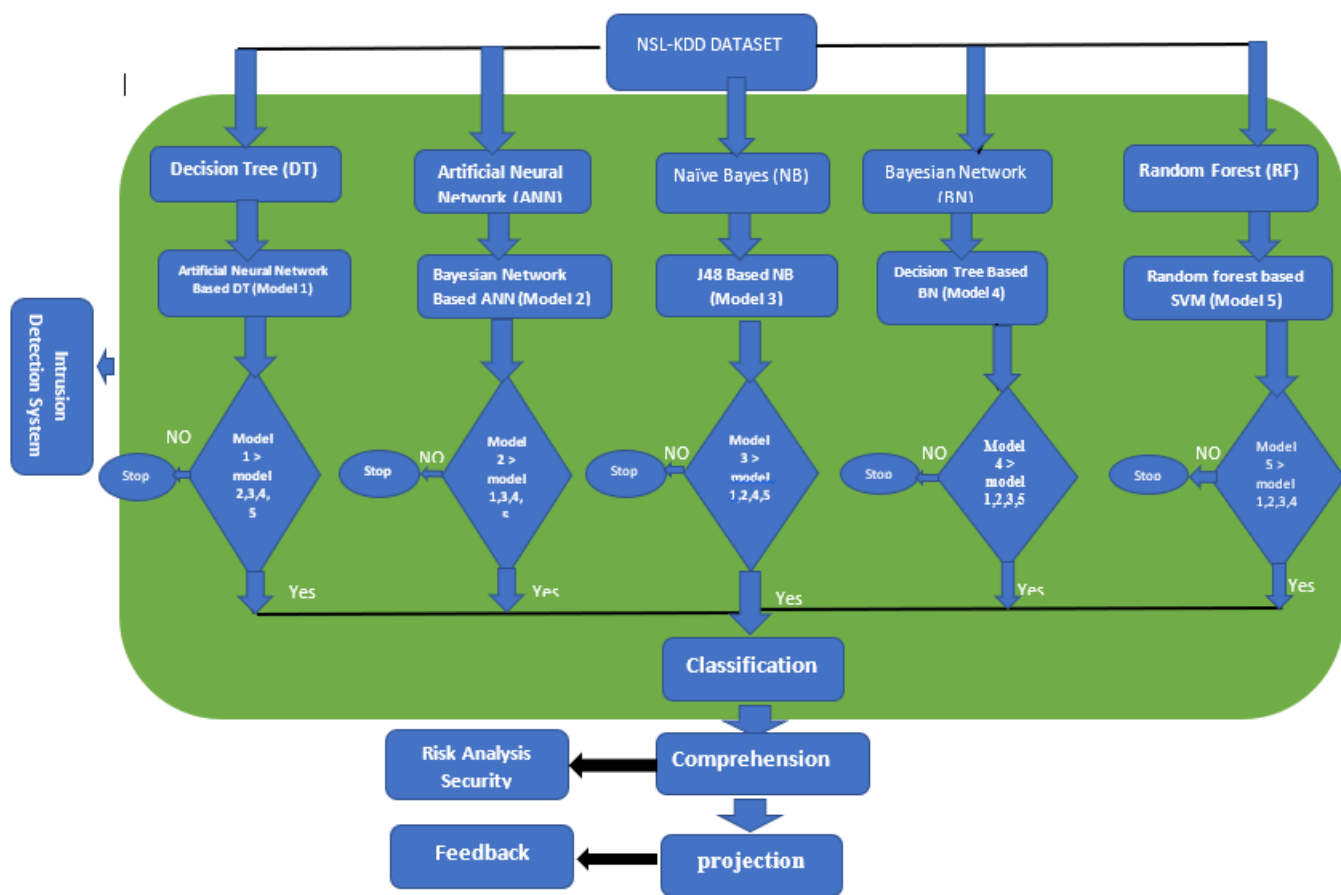 NSL-KDD DATASET
Decision Tree (DT)
Artificial Neural
Network (ANN)
Naïve Bayes (NB)
Bayesian Network
(BN)
Random Forest (RF)
Artificial Neural Network
Based DT (Model 1)
Bayesian Network
Based ANN (Model 2)
J48 Based NB
(Model 3)
Decision Tree Based
BN (Model 4)
Random forest based
SVM (Model 5)
Intrusion
Detection System
NO
Stop
Model
1 >
model
2,3,4,
5
NO
Stop
Model
2 >
model
1,3,4,
5
NO
Stop
Model
3 >
model
1,2,4,5
NO
Stop
Model
4 >
model
1,2,3,5
NO
Stop
Model
5 >
model
1,2,3,4
Yes
Yes
Yes
Yes
Yes
Classification
Risk Analysis
Security
Comprehension
Feedback
projection